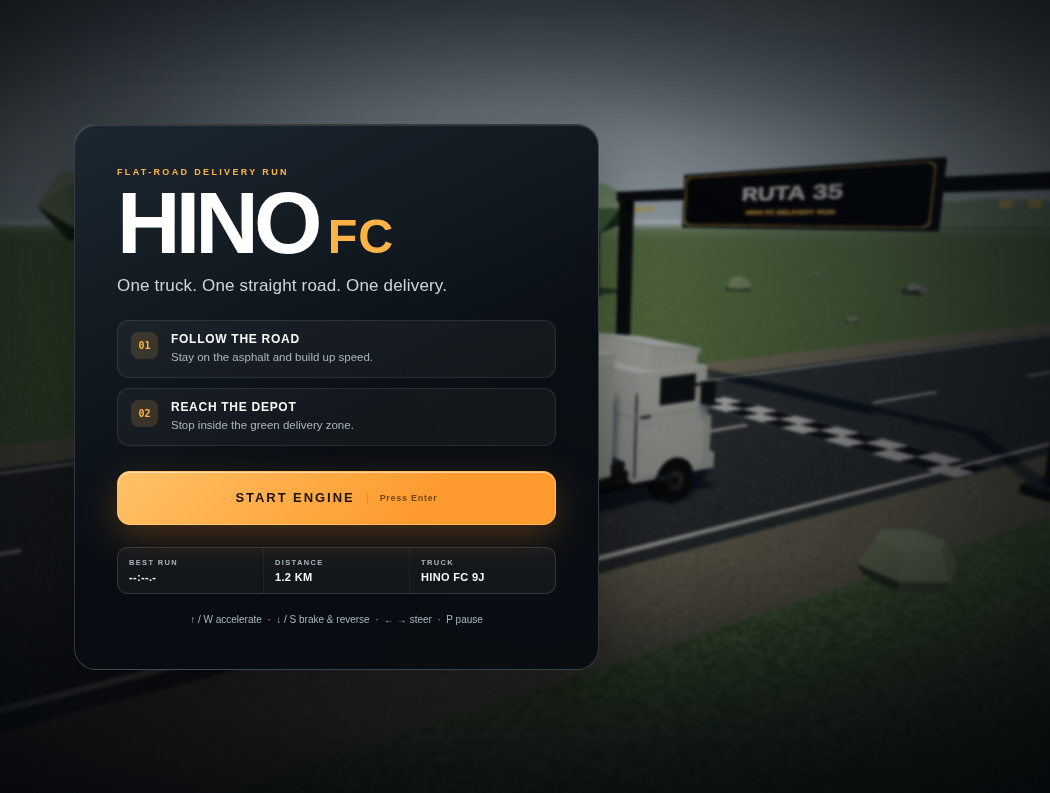 FLAT-ROAD DELIVERY RUN
HINO FC
One truck. One straight road. One delivery.
01
FOLLOW THE ROAD
Stay on the asphalt and build up speed.
02
REACH THE DEPOT
Stop inside the green delivery zone.
START ENGINE | Press Enter
BEST RUN DISTANCE TRUCK
--:--.- 1.2 KM HINO FC 9J
↑ / W accelerate · ↓ / S brake & reverse · ← → steer · P pause
RUTA 35
HINO FC DELIVERY RUN